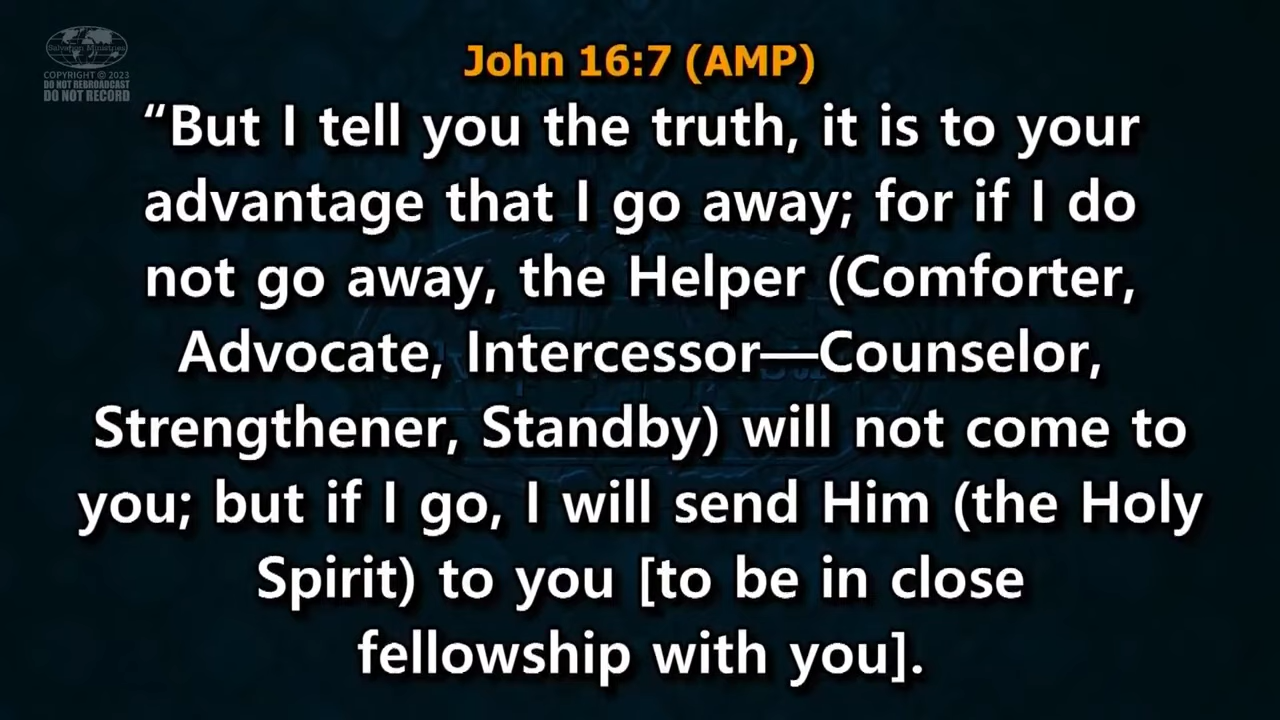 Salvation Ministries
COPYRIGHT © 2023
DO NOT REBROADCAST
DO NOT RECORD
John 16:7 (AMP)
“But I tell you the truth, it is to your
advantage that I go away; for if I do
not go away, the Helper (Comforter,
Advocate, Intercessor—Counselor,
Strengthener, Standby) will not come to
you; but if I go, I will send Him (the Holy
Spirit) to you [to be in close
fellowship with you].